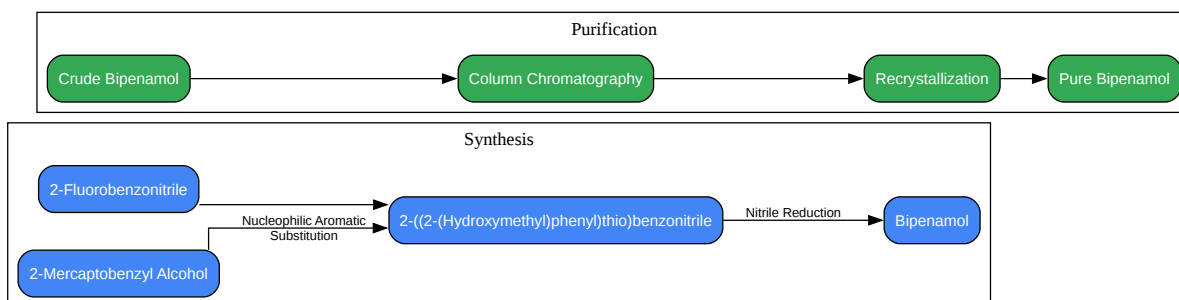 Purification
Crude Bipenamol
Column Chromatography
Recrystallization
Pure Bipenamol
Synthesis
2-Fluorobenzonitrile
2-Mercaptobenzyl Alcohol
Nucleophilic Aromatic
Substitution
2-((2-(Hydroxymethyl)phenyl)thio)benzonitrile
Nitrile Reduction
Bipenamol